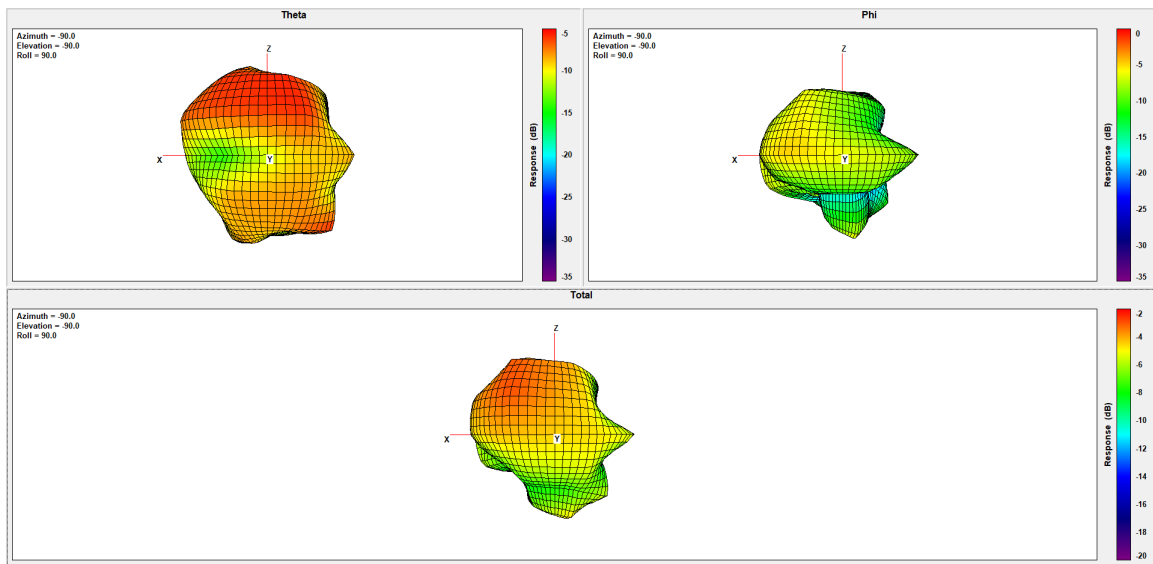 Theta
Azimuth = -90.0
Elevation = -90.0
Roll = 90.0
Z
X
Y
-5
-10
-15
-20
-25
-30
-35
Response (dB)
Phi
Azimuth = -90.0
Elevation = -90.0
Roll = 90.0
Z
X
Y
0
-5
-10
-15
-20
-25
-30
-35
Response (dB)
Total
Azimuth = -90.0
Elevation = -90.0
Roll = 90.0
Z
X
Y
-2
-4
-6
-8
-10
-12
-14
-16
-18
-20
Response (dB)